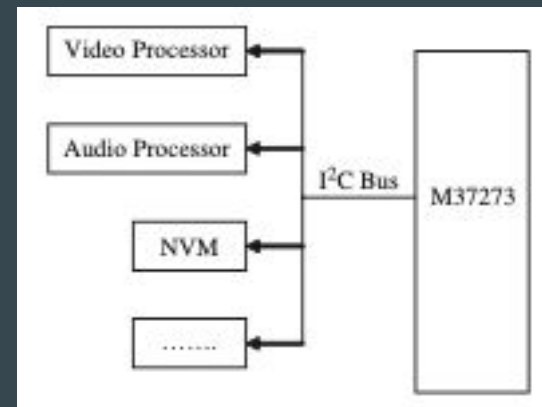 Video Processor
Audio Processor
I²C Bus
M37273
NVM
.......